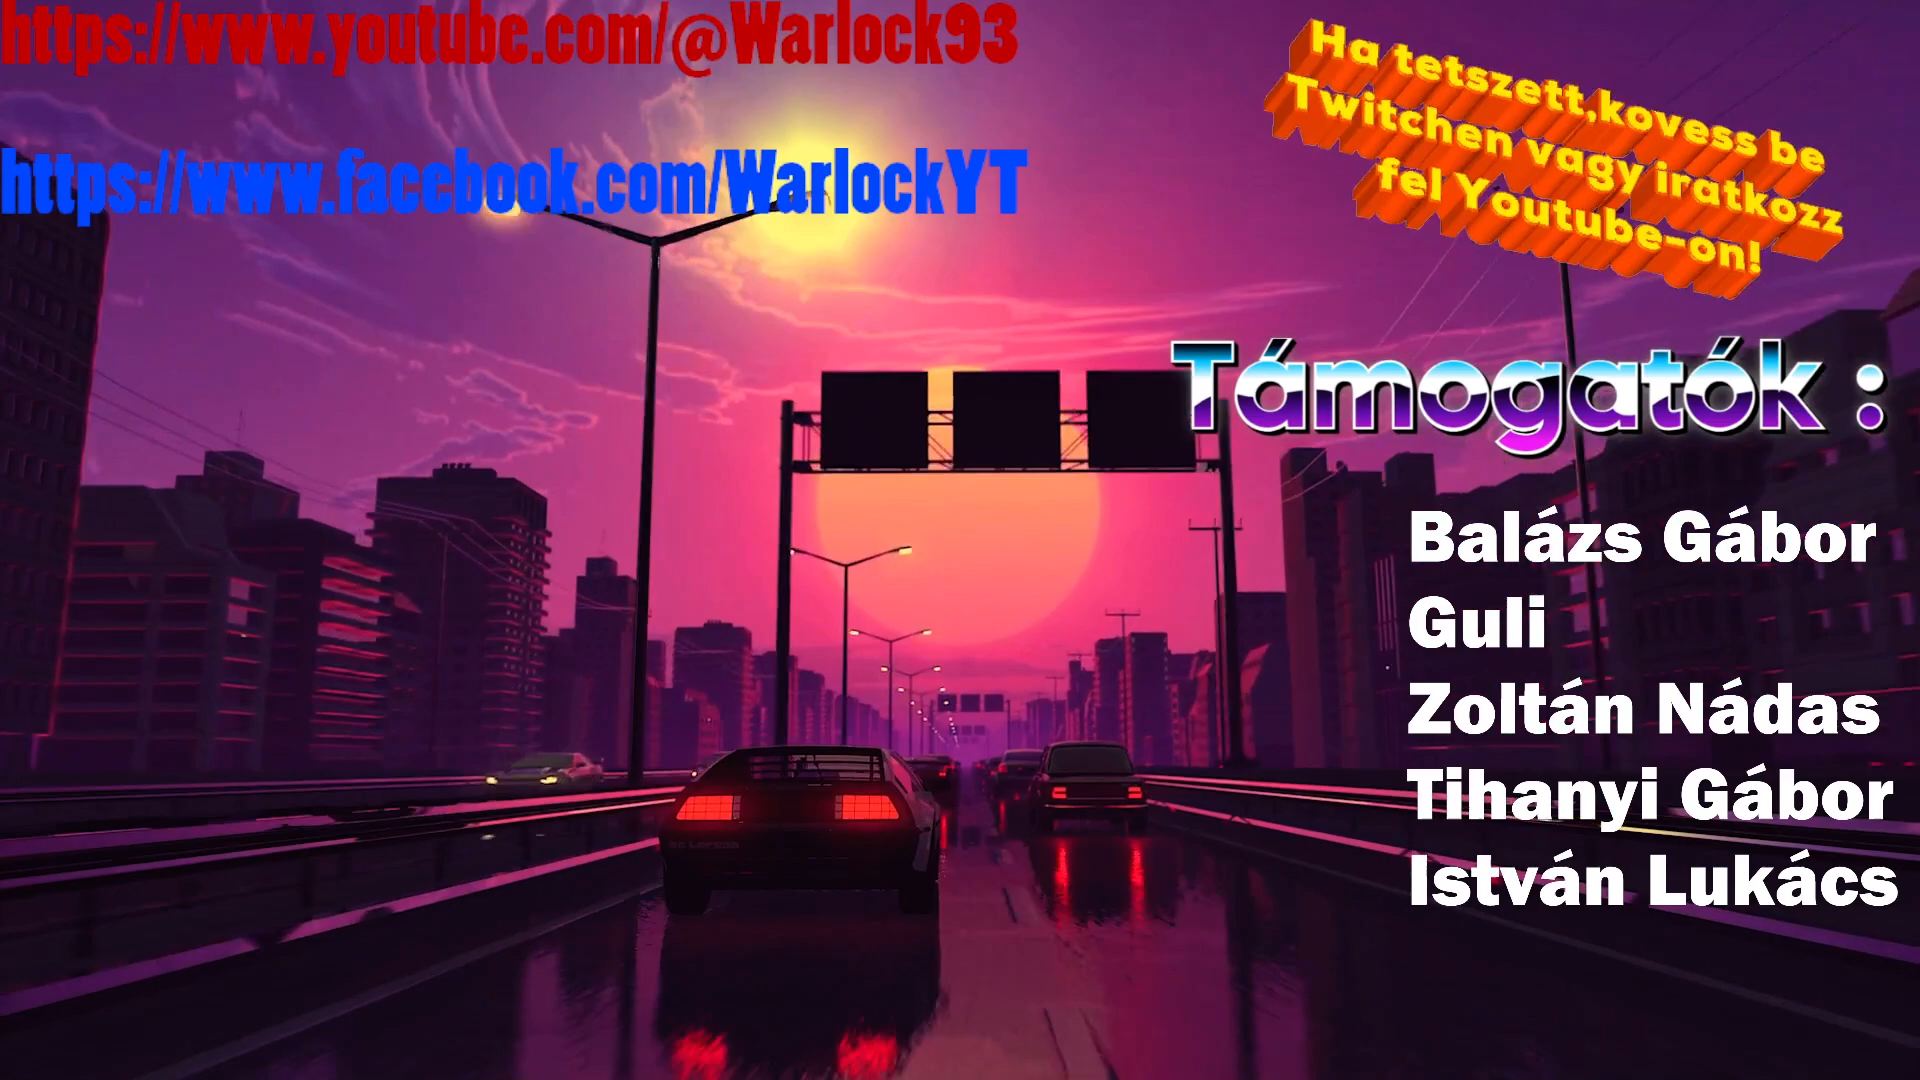 https://www.youtube.com/@Warlock93
https://www.facebook.com/WarlockYT
Ha tetszett,kovess be
Twitchen vagy iratkozz
fel Youtube-on!
Támogatók :
Balázs Gábor
Guli
Zoltán Nádas
Tihanyi Gábor
István Lukács